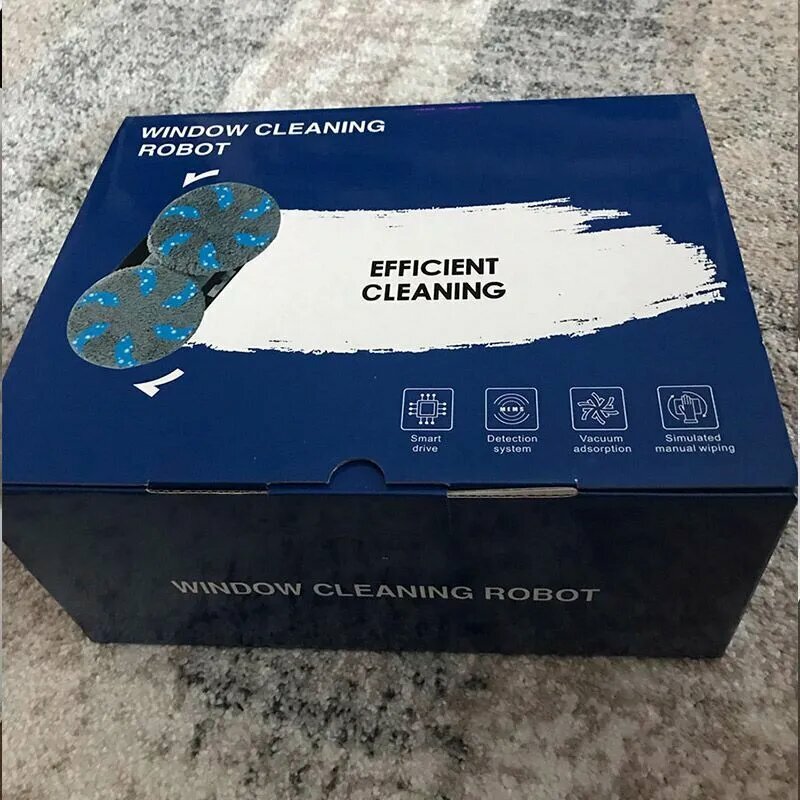 WINDOW CLEANING
ROBOT
EFFICIENT
CLEANING
MEMS
Smart
drive
Detection
system
Vacuum
adsorption
Simulated
manual wiping
WINDOW CLEANING ROBOT